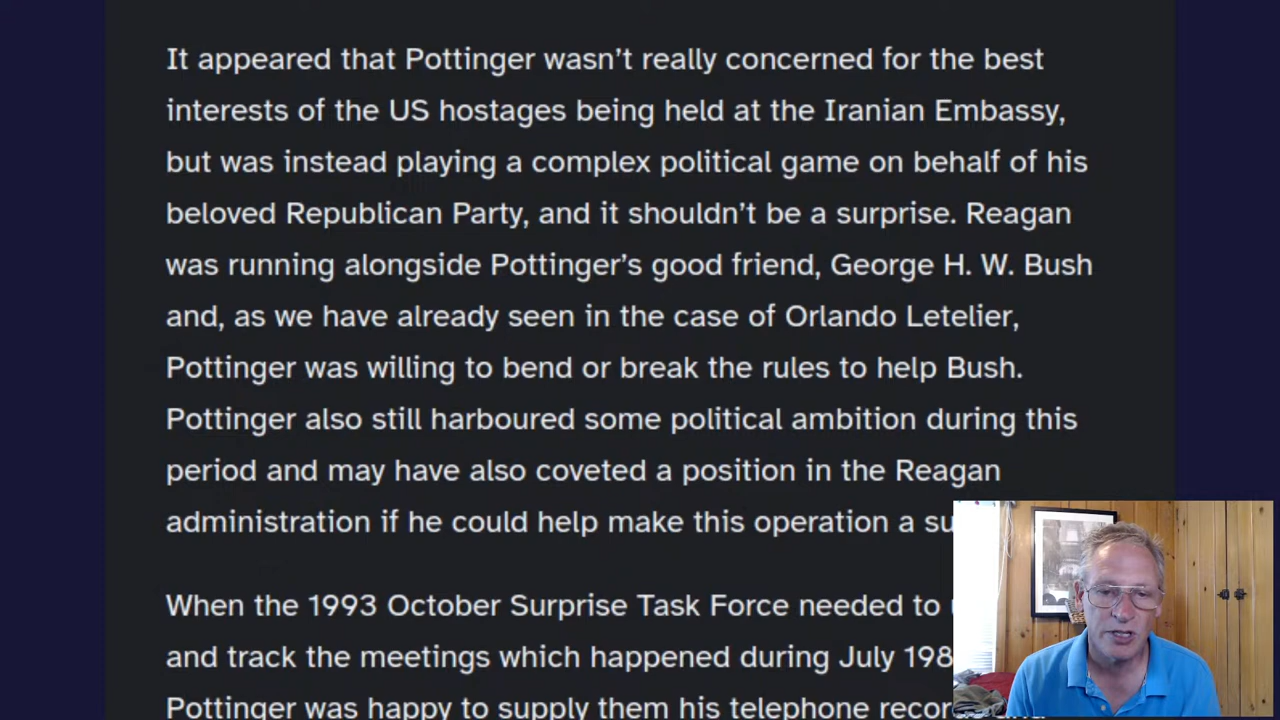 It appeared that Pottinger wasn’t really concerned for the best
interests of the US hostages being held at the Iranian Embassy,
but was instead playing a complex political game on behalf of his
beloved Republican Party, and it shouldn’t be a surprise. Reagan
was running alongside Pottinger’s good friend, George H. W. Bush
and, as we have already seen in the case of Orlando Letelier,
Pottinger was willing to bend or break the rules to help Bush.
Pottinger also still harboured some political ambition during this
period and may have also coveted a position in the Reagan
administration if he could help make this operation a
When the 1993 October Surprise Task Force needed to
and track the meetings which happened during July
Pottinger was happy to supply them his telephone